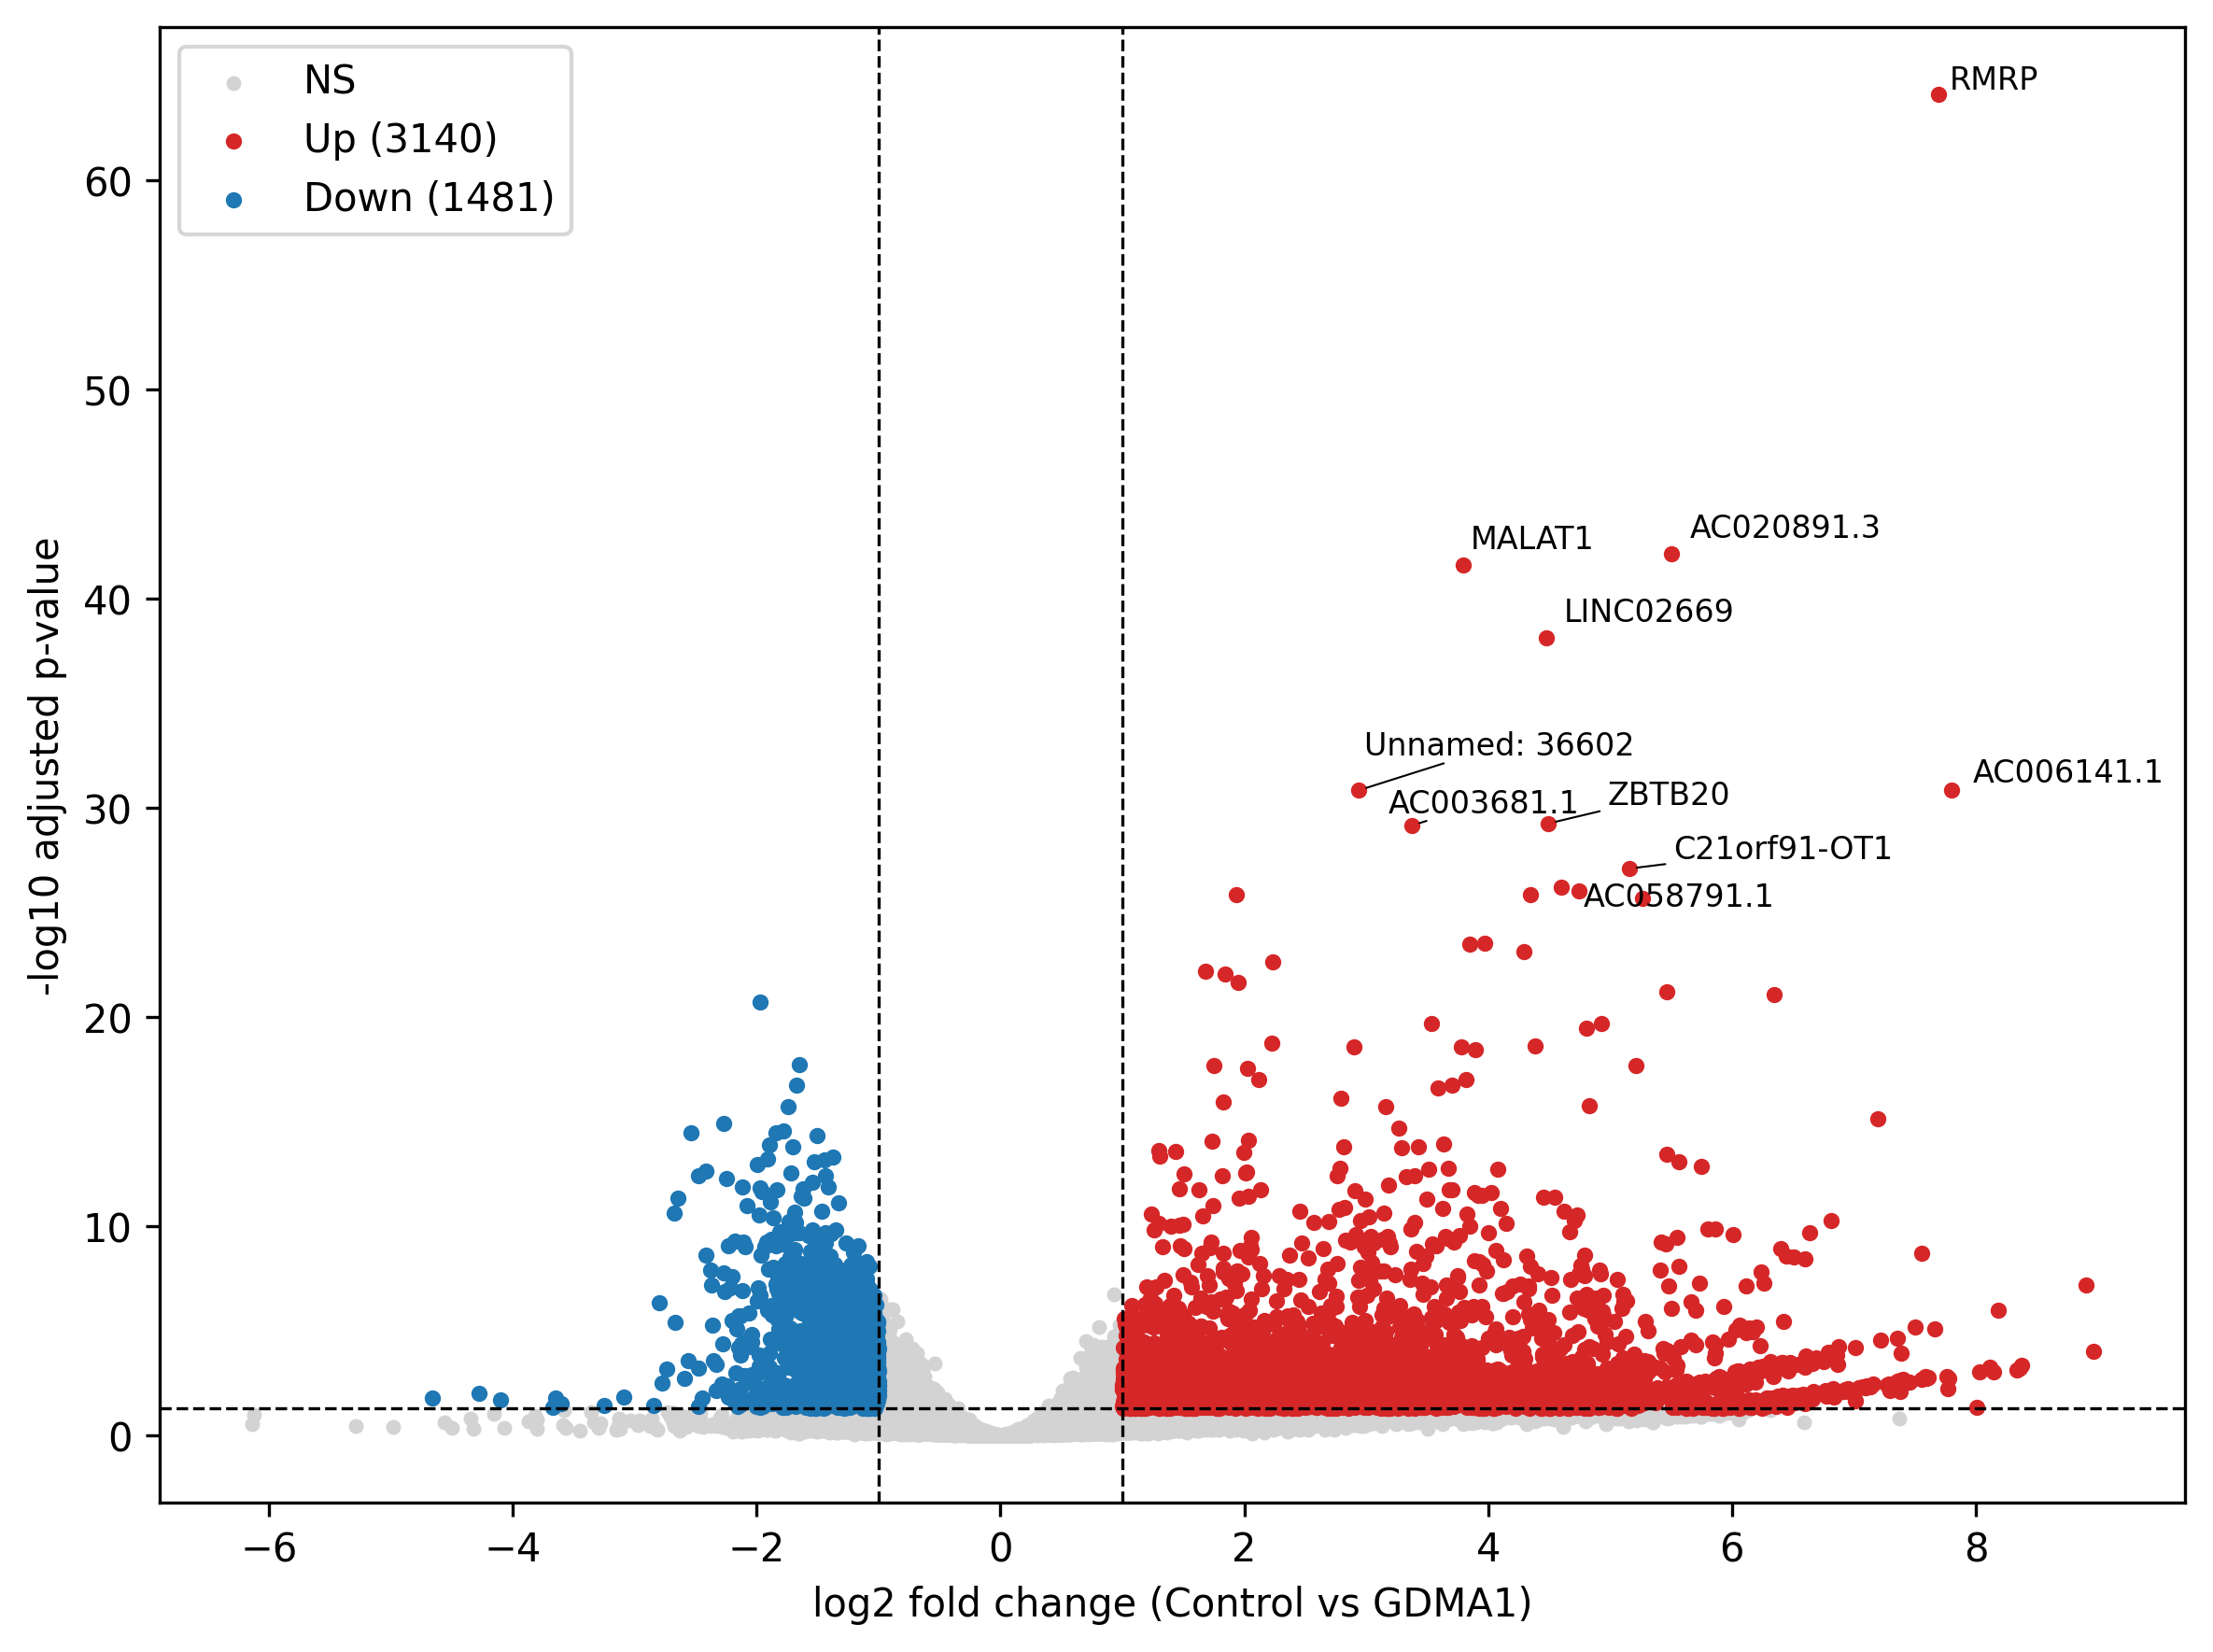 NS
Up (3140)
Down (1481)
RMRP
MALAT1
AC020891.3
LINC02669
Unnamed: 36602
AC006141.1
ZBTB20
AC003681.1
C21orf91-OT1
AC058791.1
60
50
40
30
20
10
0
-log10 adjusted p-value
−6 −4 −2 0 2 4 6 8
log2 fold change (Control vs GDMA1)